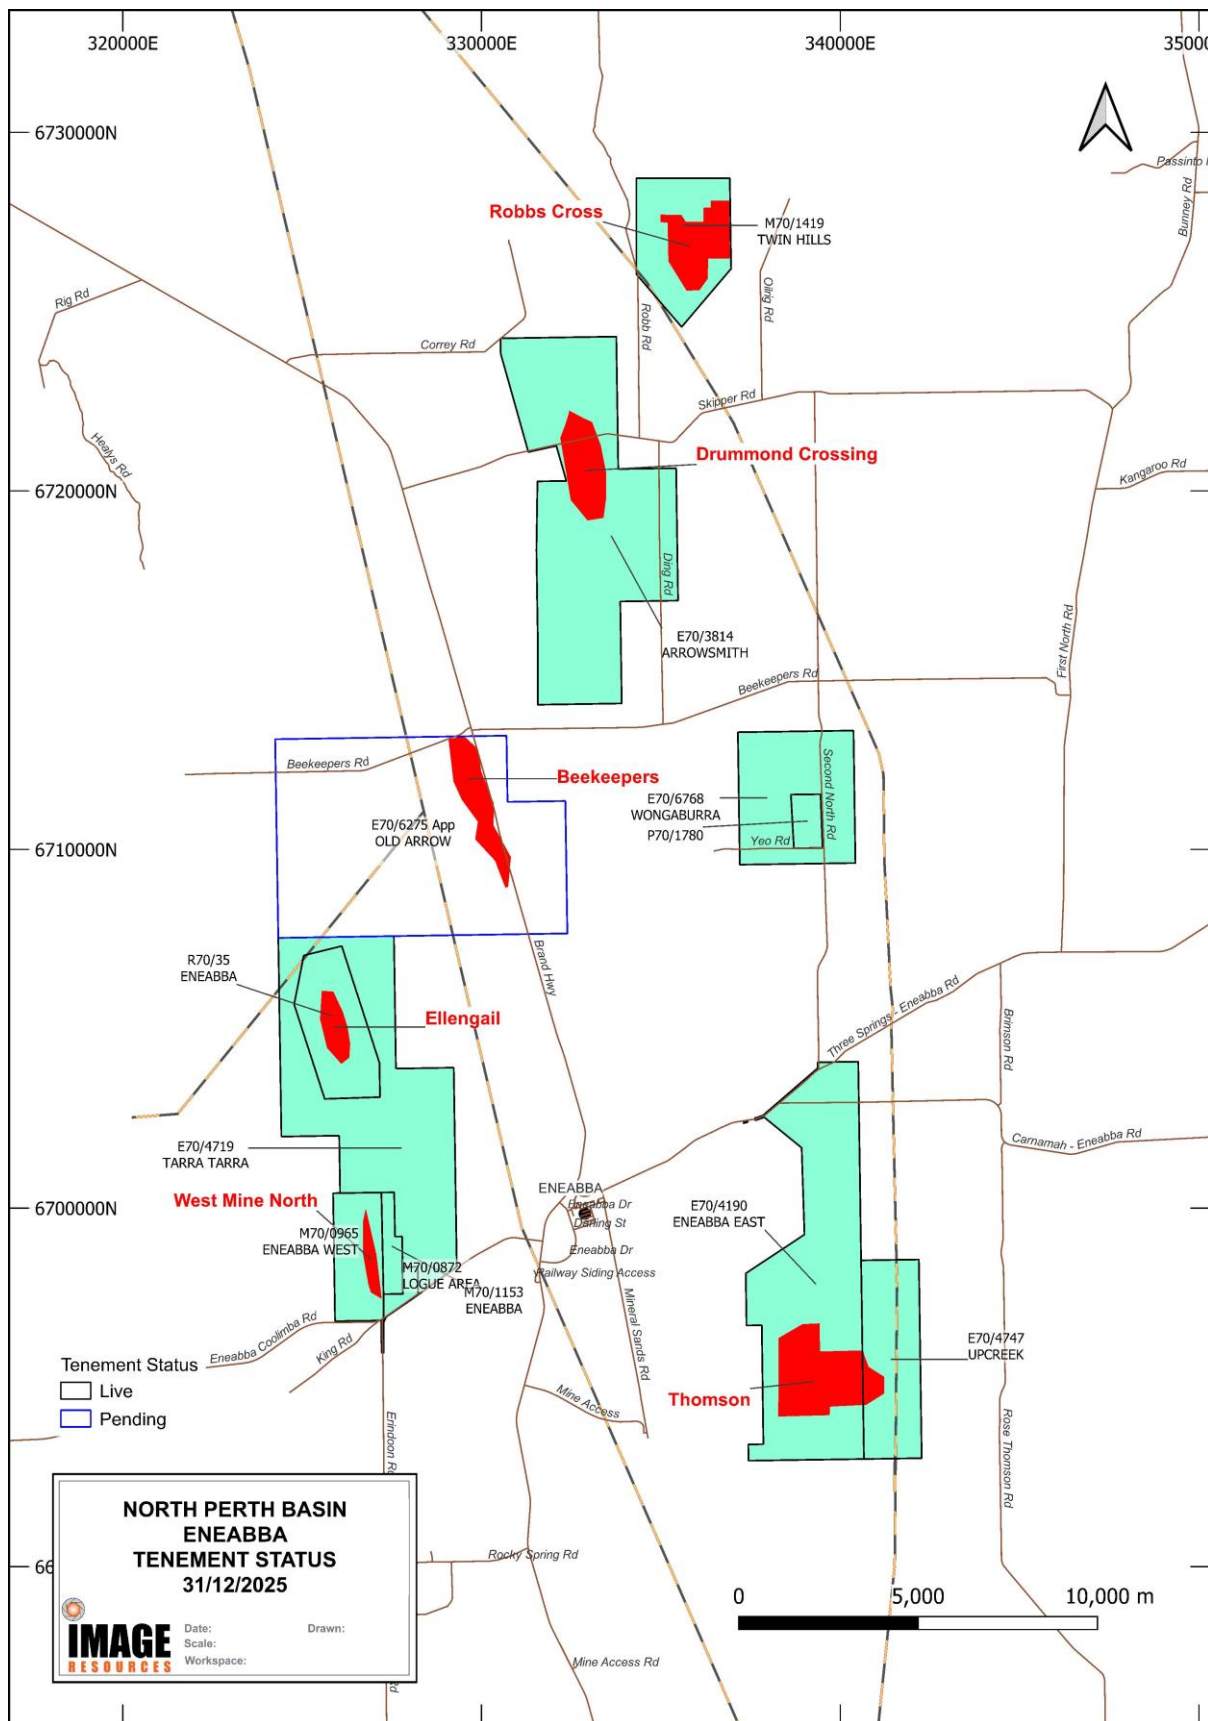 320000E
330000E
340000E
35000
6730000N
Passinto
Bunney Rd
Robbs Cross
M70/1419
TWIN HILLS
Rig Rd
Oilrig Rd
Robb Rd
Correy Rd
Skipper Rd
Healys Rd
Drummond Crossing
Kangaroo Rd
6720000N
Ding Rd
First North Rd
E70/3814
ARROWSMITH
Beekeepers Rd
Beekeepers Rd
Beekeepers
Second North Rd
E70/6768
WONGABURRA
P70/1780
Yeo Rd
E70/6275 App
OLD ARROW
6710000N
Brand Hwy
R70/35
ENEABBA
Ellengail
Three Springs - Eneabba Rd
Brimson Rd
Carnamah - Eneabba Rd
E70/4719
TARRA TARRA
ENEABBA
Eneabba Dr
Darling St
Eneabba Dr
Railway Siding Access
West Mine North
6700000N
E70/4190
ENEABBA EAST
M70/0965
ENEABBA WEST
M70/0872
LOGUE AREA
M70/1153
ENEABBA
Mineral Sands Rd
Eneabba Coolimba Rd
King Rd
E70/4747
UPCREEK
Thomson
Mine Access
Rose Thomson Rd
Erindoon Rd
Tenement Status
Live
Pending
NORTH PERTH BASIN
ENEABBA
TENEMENT STATUS
31/12/2025
IMAGE
RESOURCES
Date:
Drawn:
Scale:
Workspace:
66
Rocky Spring Rd
Mine Access Rd
Rd
0
5,000
10,000 m